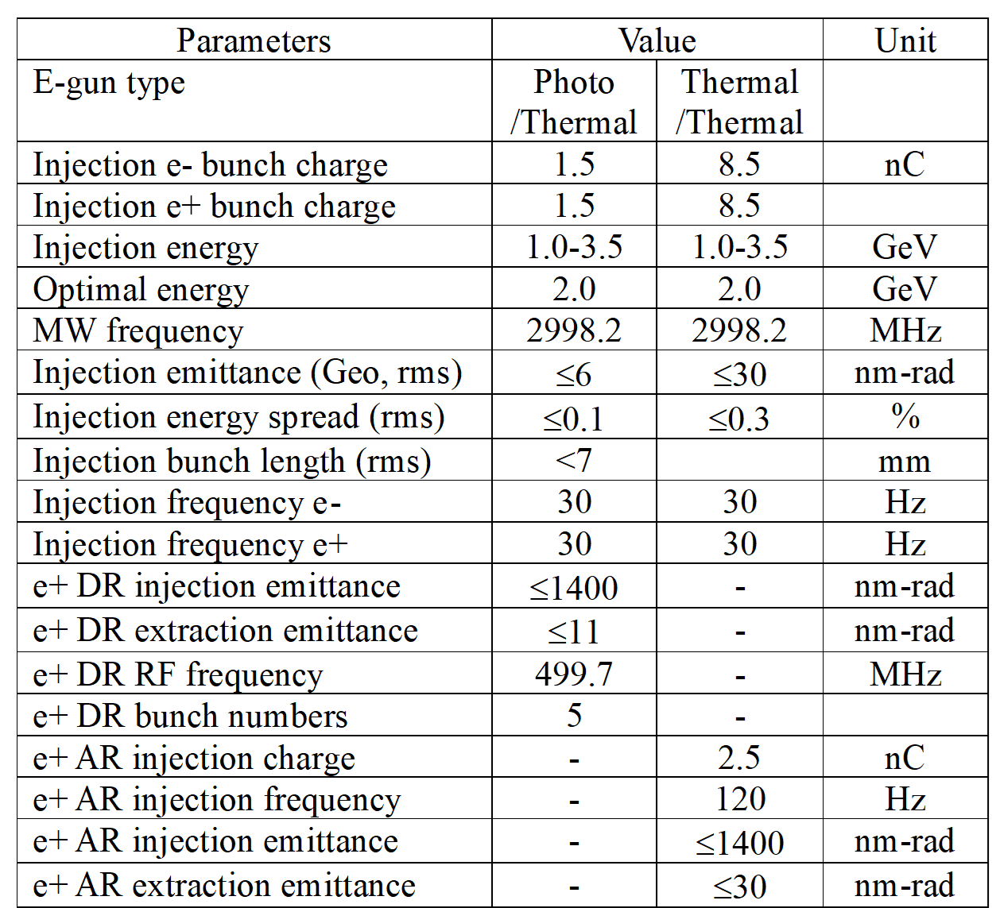 Parameters Value Unit
E-gun type Photo Thermal
/Thermal /Thermal
Injection e- bunch charge 1.5 8.5 nC
Injection e+ bunch charge 1.5 8.5
Injection energy 1.0-3.5 1.0-3.5 GeV
Optimal energy 2.0 2.0 GeV
MW frequency 2998.2 2998.2 MHz
Injection emittance (Geo, rms) ≤6 ≤30 nm-rad
Injection energy spread (rms) ≤0.1 ≤0.3 %
Injection bunch length (rms) <7 mm
Injection frequency e- 30 30 Hz
Injection frequency e+ 30 30 Hz
e+ DR injection emittance ≤1400 - nm-rad
e+ DR extraction emittance ≤11 - nm-rad
e+ DR RF frequency 499.7 - MHz
e+ DR bunch numbers 5 -
e+ AR injection charge - 2.5 nC
e+ AR injection frequency - 120 Hz
e+ AR injection emittance - ≤1400 nm-rad
e+ AR extraction emittance - ≤30 nm-rad